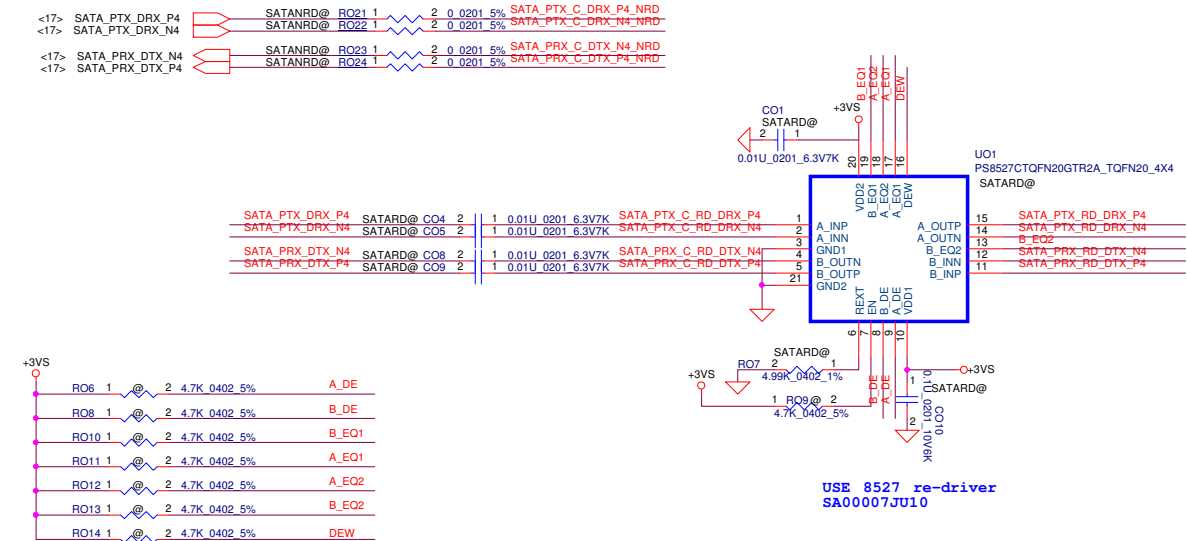 <17> SATA_PTX_DRX_P4 SATANRD@ RO21 1 2 0_0201_5% SATA_PTX_C_DRX_P4_NRD
<17> SATA_PTX_DRX_N4 SATANRD@ RO22 1 2 0_0201_5% SATA_PTX_C_DTX_N4_NRD
<17> SATA_PRX_DTX_N4 SATANRD@ RO23 1 2 0_0201_5% SATA_PRX_C_DTX_N4_NRD
<17> SATA_PRX_DTX_P4 SATANRD@ RO24 1 2 0_0201_5% SATA_PRX_C_DTX_P4_NRD
B_EQ1
A_EQ2
A_EQ1
DEW
+3VS
CO1
SATARD@
2 1
0.01U_0201_6.3V7K
20
19
18
17
16
UO1
PS8527CTQFN20GTR2A_TQFN20_4X4
SATARD@
VDD2
B_EQ1
A_EQ2
A_EQ1
DEW
SATA_PTX_DRX_P4 SATARD@ CO4 2 1 0.01U_0201_6.3V7K SATA_PTX_C_RD_DRX_P4 1 A_INP A_OUTP 15 SATA_PTX_RD_DRX_P4
SATA_PTX_DRX_N4 SATARD@ CO5 2 1 0.01U_0201_6.3V7K SATA_PTX_C_RD_DRX_N4 2 A_INN A_OUTN 14 SATA_PTX_RD_DRX_N4
3 GND1 B_EQ2 13 B_EQ2
SATA_PRX_DTX_N4 SATARD@ CO8 2 1 0.01U_0201_6.3V7K SATA_PRX_C_RD_DTX_N4 4 B_OUTN B_INN 12 SATA_PRX_RD_DTX_N4
SATA_PRX_DTX_P4 SATARD@ CO9 2 1 0.01U_0201_6.3V7K SATA_PRX_C_RD_DTX_P4 5 B_OUTP B_INP 11 SATA_PRX_RD_DTX_P4
21 GND2
REXT
EN
B_DE
A_DE
VDD1
6
7
8
9
10
SATARD@
RO7
4.99K_0402_1%
+3VS
1 RO9@ 2
4.7K_0402_5%
B_DE
A_DE
+3VS
1
SATARD@
2
0.1U_0201_10V6K
CO10
USE 8527 re-driver
SA00007JU10
+3VS
RO6 1 @ 2 4.7K_0402_5% A_DE
RO8 1 @ 2 4.7K_0402_5% B_DE
RO10 1 @ 2 4.7K_0402_5% B_EQ1
RO11 1 @ 2 4.7K_0402_5% A_EQ1
RO12 1 @ 2 4.7K_0402_5% A_EQ2
RO13 1 @ 2 4.7K_0402_5% B_EQ2
RO14 1 @ 2 4.7K_0402_5% DEW